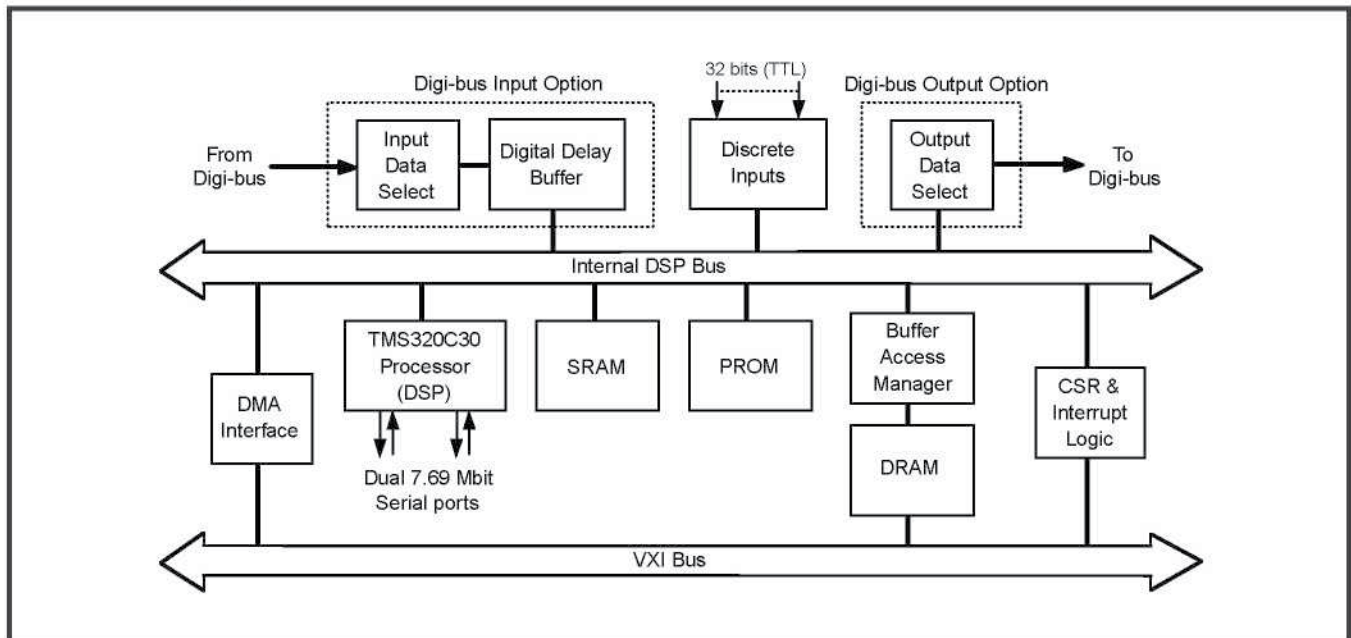 32 bits (TTL)
Digi-bus Input Option
Digi-bus Output Option
From
Digi-bus
Input
Data
Select
Digital Delay
Buffer
Discrete
Inputs
Output
Data
Select
To
Digi-bus
Internal DSP Bus
DMA
Interface
TMS320C30
Processor
(DSP)
SRAM
PROM
Buffer
Access
Manager
CSR &
Interrupt
Logic
DRAM
Dual 7.69 Mbit
Serial ports
VXI Bus